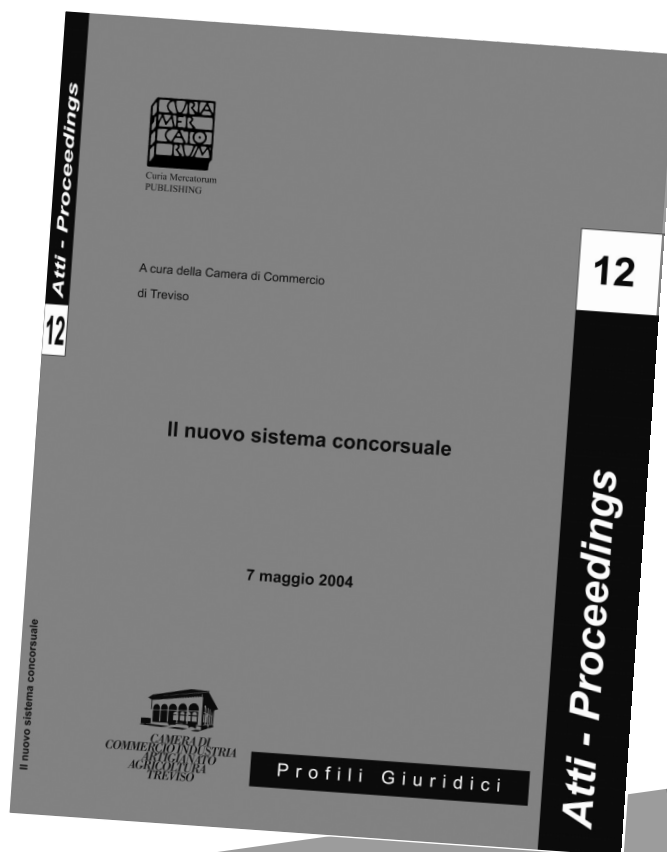 Atti - Proceedings
12
Il nuovo sistema concorsuale
CURIA
MER
CATO
RUM
Curia Mercatorum
PUBLISHING
A cura della Camera di Commercio
di Treviso
Il nuovo sistema concorsuale
7 maggio 2004
CAMERA DI
COMMERCIO INDUSTRIA
ARTIGIANATO
AGRICOLTURA
TREVISO
Profili Giuridici
12
Atti - Proceedings